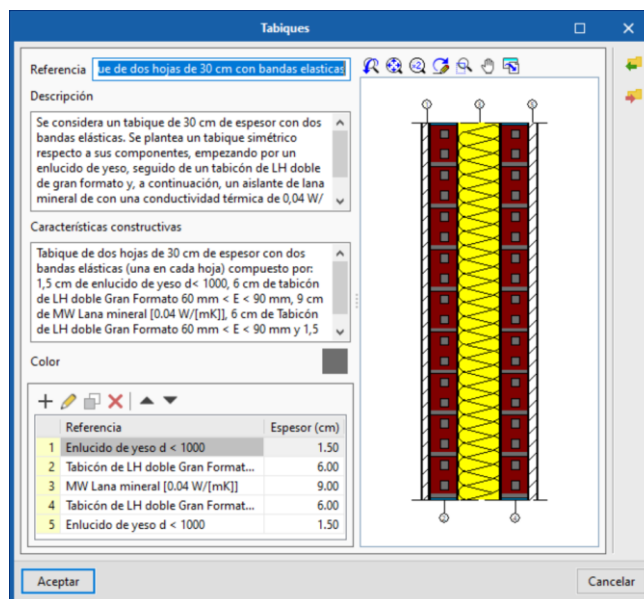 Tabiques
Referencia
ue de dos hojas de 30 cm con bandas elasticas
Descripción
Se considera un tabique de 30 cm de espesor con dos
bandas elásticas. Se plantea un tabique simétrico
respecto a sus componentes, empezando por un
enlucido de yeso, seguido de un tabicón de LH doble
de gran formato y, a continuación, un aislante de lana
mineral de con una conductividad térmica de 0,04 W/
Características constructivas
Tabique de dos hojas de 30 cm de espesor con dos
bandas elásticas (una en cada hoja) compuesto por:
1,5 cm de enlucido de yeso d< 1000, 6 cm de tabicón
de LH doble Gran Formato 60 mm < E < 90 mm, 9 cm
de MW Lana mineral [0.04 W/[mK]], 6 cm de Tabicón
de LH doble Gran Formato 60 mm < E < 90 mm y 1,5
Color
Referencia Espesor (cm)
1 Enlucido de yeso d < 1000 1.50
2 Tabicón de LH doble Gran Format... 6.00
3 MW Lana mineral [0.04 W/[mK]] 9.00
4 Tabicón de LH doble Gran Format... 6.00
5 Enlucido de yeso d < 1000 1.50
1 3 5
2 4
Aceptar
Cancelar